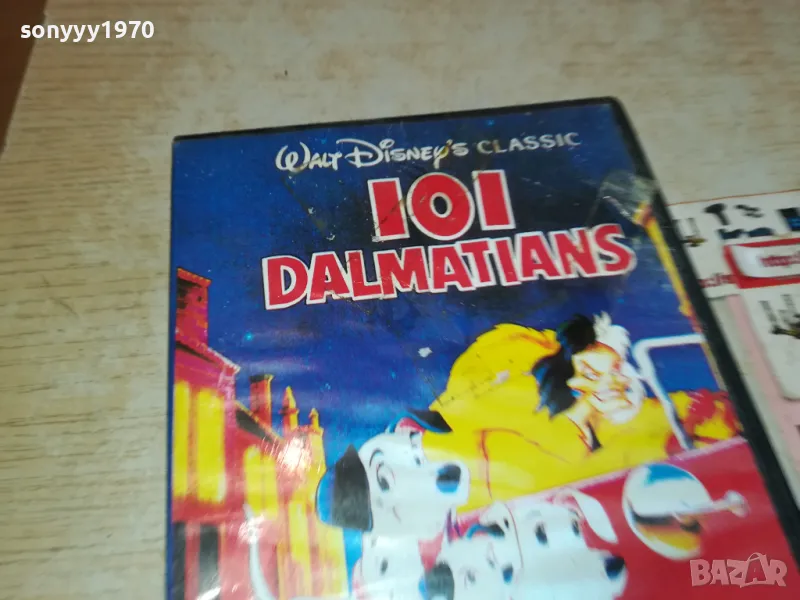 sonyyy1970
WALT DISNEY'S CLASSIC
101
DALMATIANS
BAZAR